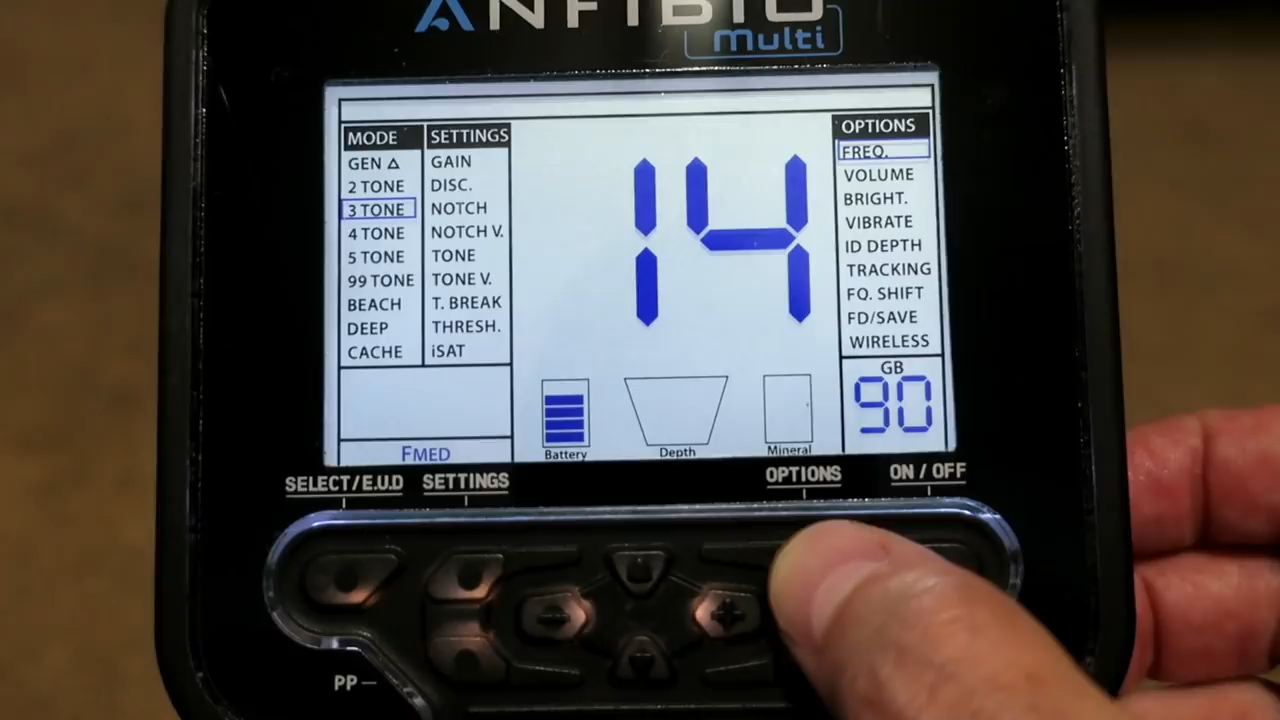 ANFIBIO
Multi
MODE
GEN Δ
2 TONE
3 TONE
4 TONE
5 TONE
99 TONE
BEACH
DEEP
CACHE
FMED
SETTINGS
GAIN
DISC.
NOTCH
NOTCH V.
TONE
TONE V.
T. BREAK
THRESH.
iSAT
14
Battery
Depth
Mineral
OPTIONS
FREQ.
VOLUME
BRIGHT.
VIBRATE
ID DEPTH
TRACKING
FQ. SHIFT
FD/SAVE
WIRELESS
GB
90
SELECT/E.U.D
SETTINGS
OPTIONS
ON / OFF
PP